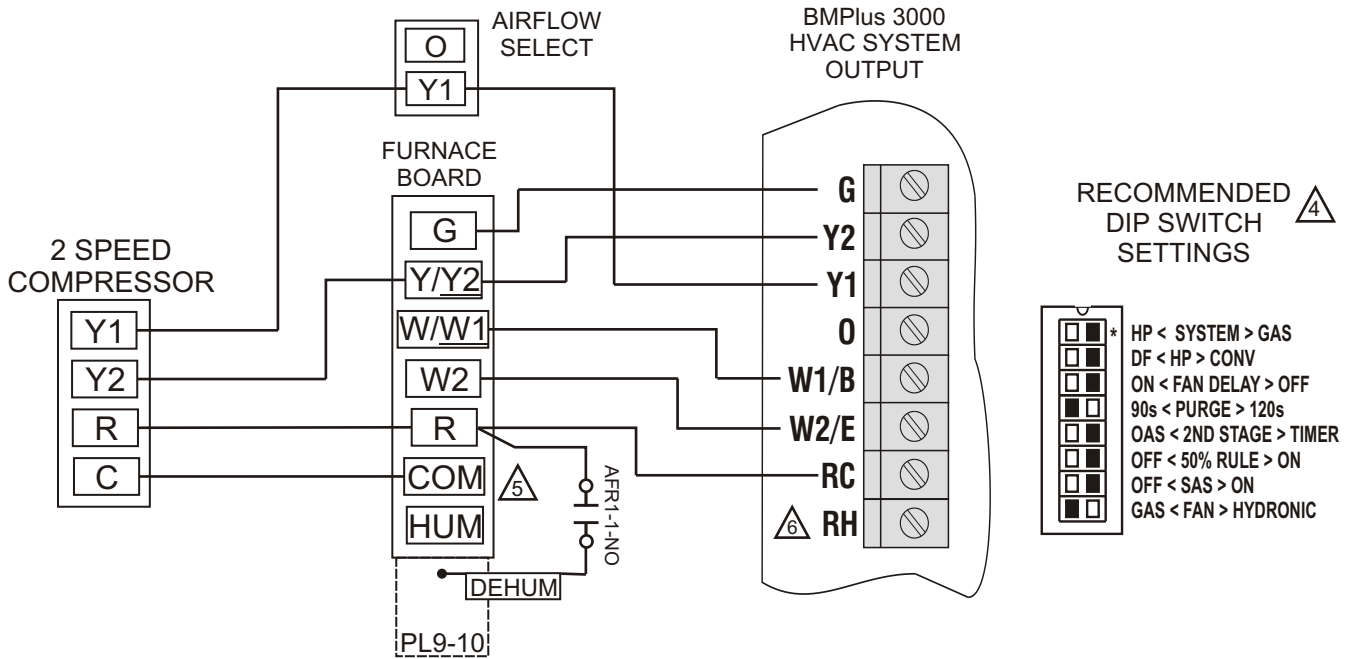 AIRFLOW
SELECT
O
Y1
BMPlus 3000
HVAC SYSTEM
OUTPUT
FURNACE
BOARD
G
Y/Y2
W/W1
W2
R
COM
HUM
5
AFR1-1-NO
DEHUM
PL9-10
2 SPEED
COMPRESSOR
Y1
Y2
R
C
G
Y2
Y1
O
W1/B
W2/E
RC
6 RH
RECOMMENDED 4
DIP SWITCH
SETTINGS
* HP < SYSTEM > GAS
DF < HP > CONV
ON < FAN DELAY > OFF
90s < PURGE > 120s
OAS < 2ND STAGE > TIMER
OFF < 50% RULE > ON
OFF < SAS > ON
GAS < FAN > HYDRONIC